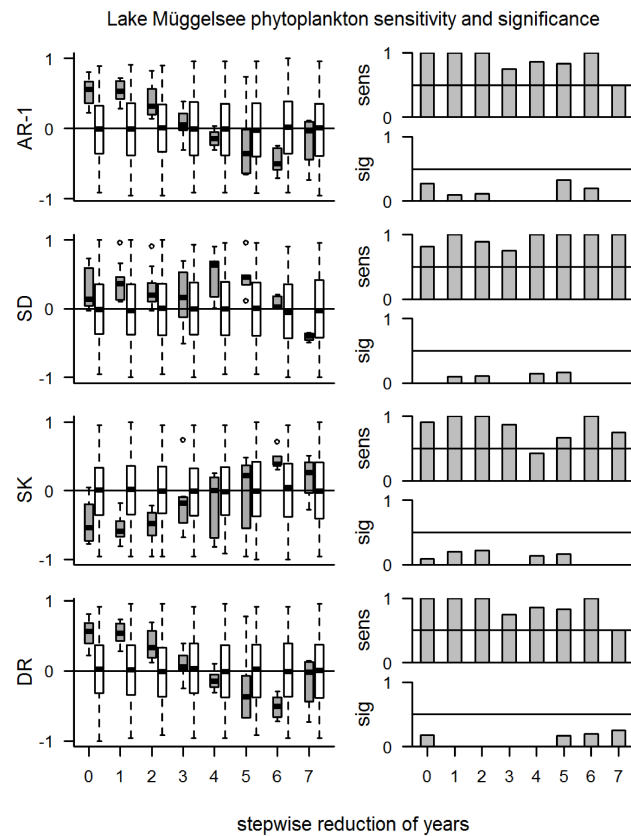 Lake Müggelsee phytoplankton sensitivity and significance
AR-1
1
0
-1
sens
1
0
sig
1
0
SD
1
0
-1
sens
1
0
sig
1
0
SK
1
0
-1
sens
1
0
sig
1
0
DR
1
0
-1
sens
1
0
sig
1
0
0 1 2 3 4 5 6 7
0 1 2 3 4 5 6 7
stepwise reduction of years